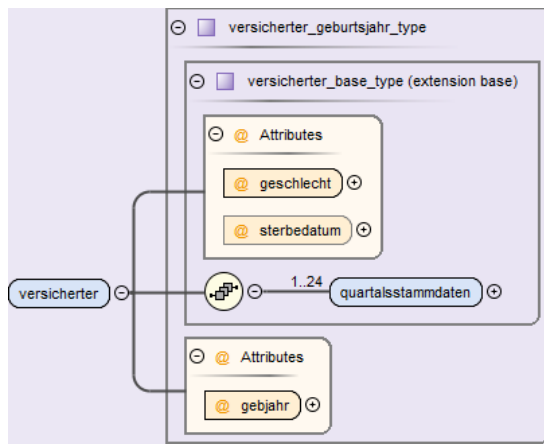 versicherter_geburtsjahr_type
versicherter_base_type (extension base)
@ Attributes
@ geschlecht
@ sterbedatum
versicherter
1..24
quartalsstammdaten
@ Attributes
@ gebjahr